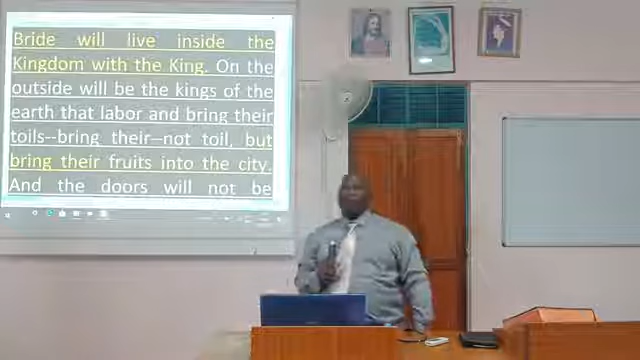 Bride will live inside the
Kingdom with the King. On the
outside will be the kings of the
earth that labor and bring their
toils--bring their—not toil, but
bring their fruits into the city.
And the doors will not be